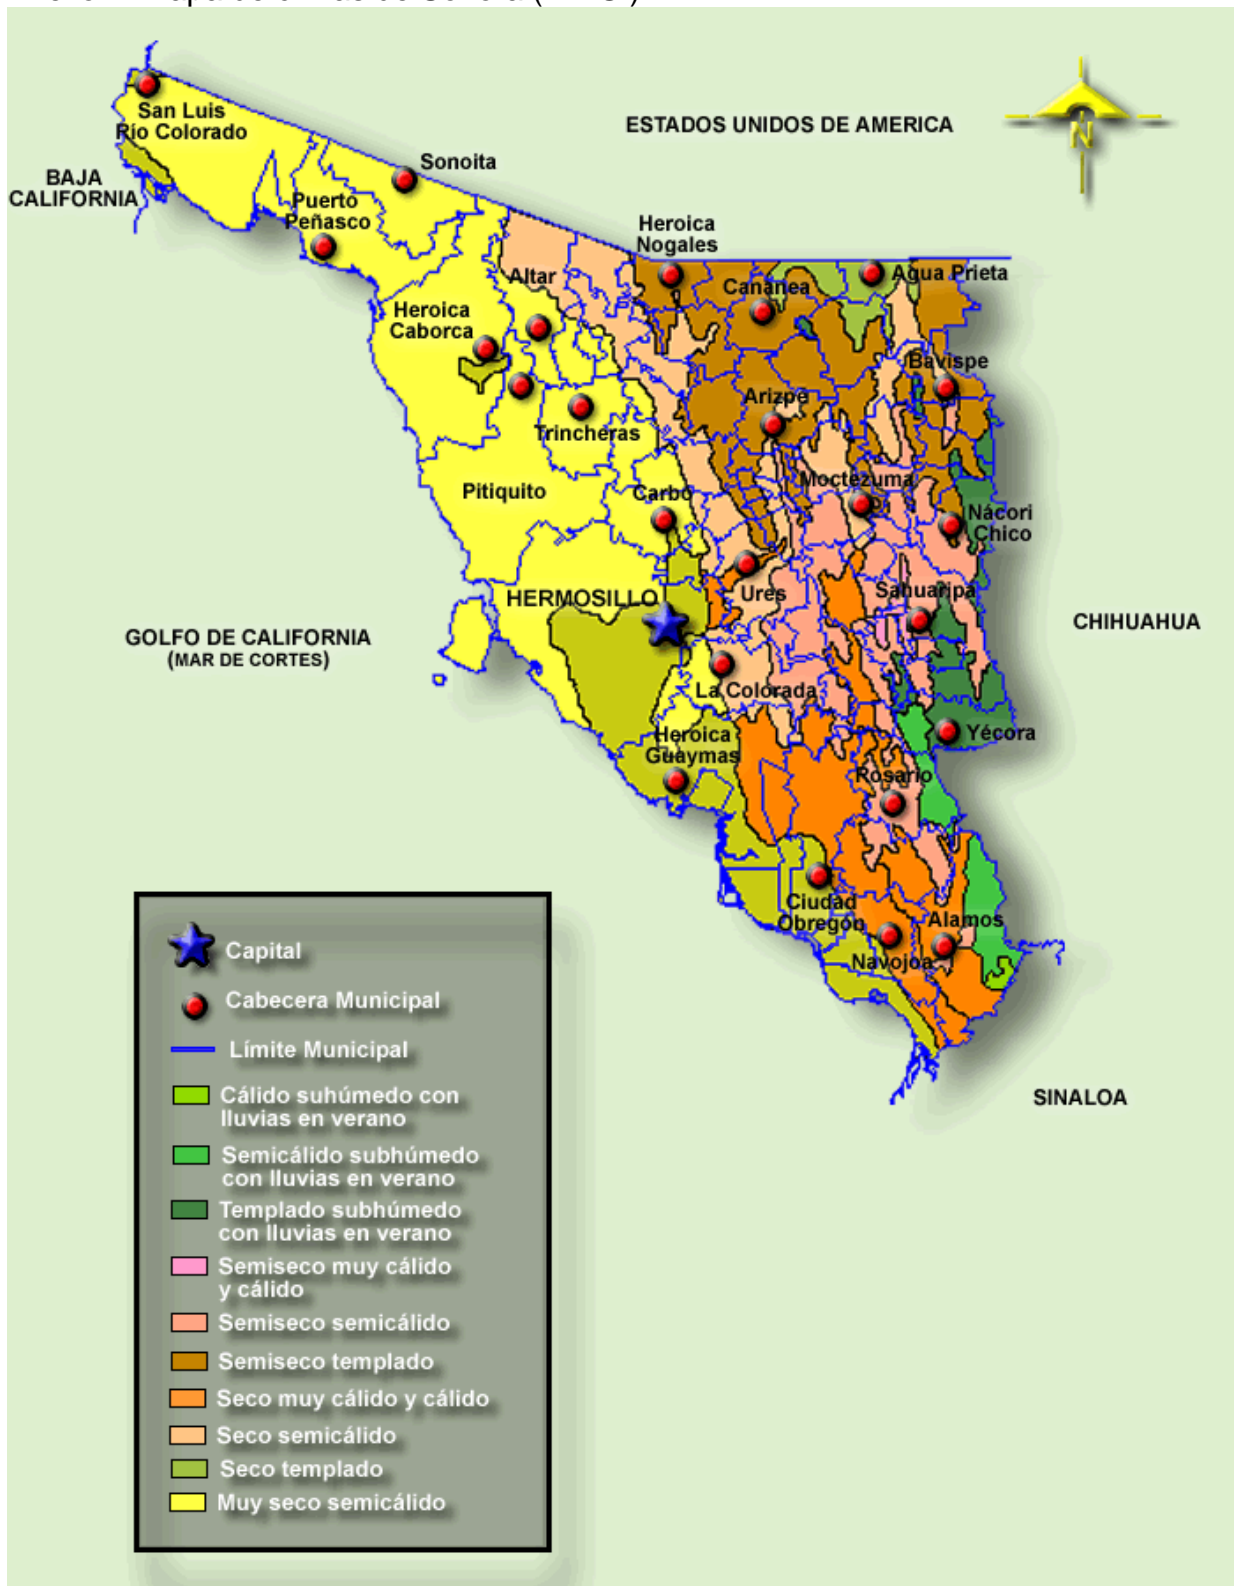 ESTADOS UNIDOS DE AMERICA
N
San Luis
Río Colorado
BAJA
CALIFORNIA
Sonoita
Puerto
Peñasco
Heroica
Nogales
Altar
Cananea
Agua Prieta
Heroica
Caborca
Bavispe
Arizpe
Trincheras
Pitiquito
Carbó
Moctezuma
Nácori
Chico
HERMOSILLO
Ures
Sahuaripa
GOLFO DE CALIFORNIA
(MAR DE CORTES)
CHIHUAHUA
La Colorada
Heroica
Guaymas
Yécora
Rosario
Ciudad
Obregón
Alamos
Navojoa
SINALOA
Capital
Cabecera Municipal
Límite Municipal
Cálido suhúmedo con
lluvias en verano
Semicálido subhúmedo
con lluvias en verano
Templado subhúmedo
con lluvias en verano
Semiseco muy cálido
y cálido
Semiseco semicálido
Semiseco templado
Seco muy cálido y cálido
Seco semicálido
Seco templado
Muy seco semicálido